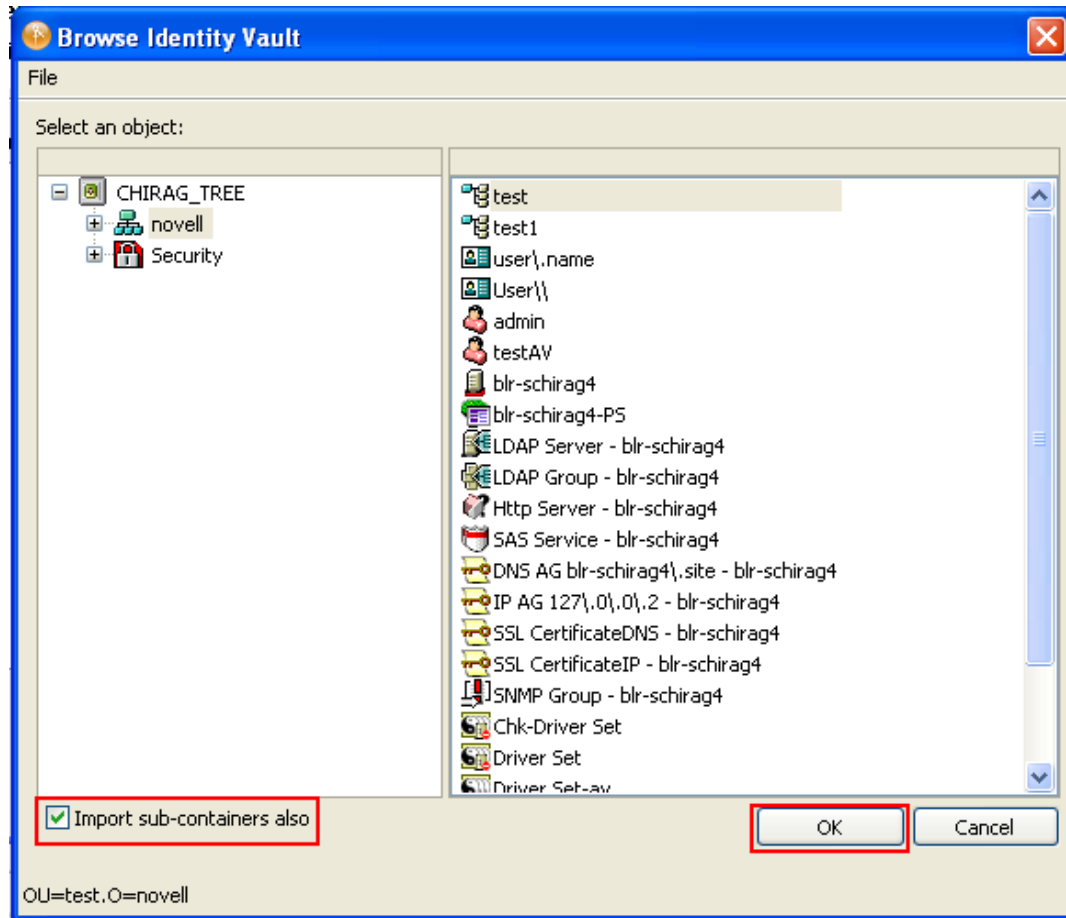 Browse Identity Vault
File
Select an object:
CHIRAG_TREE
novell
Security
test
test1
user\.name
User\\
admin
testAV
blr-schirag4
blr-schirag4-PS
LDAP Server - blr-schirag4
LDAP Group - blr-schirag4
Http Server - blr-schirag4
SAS Service - blr-schirag4
DNS AG blr-schirag4\.site - blr-schirag4
IP AG 127\.0\.0\.2 - blr-schirag4
SSL CertificateDNS - blr-schirag4
SSL CertificateIP - blr-schirag4
SNMP Group - blr-schirag4
Chk-Driver Set
Driver Set
Driver Set-av
Import sub-containers also
OK
Cancel
OU=test.O=novell